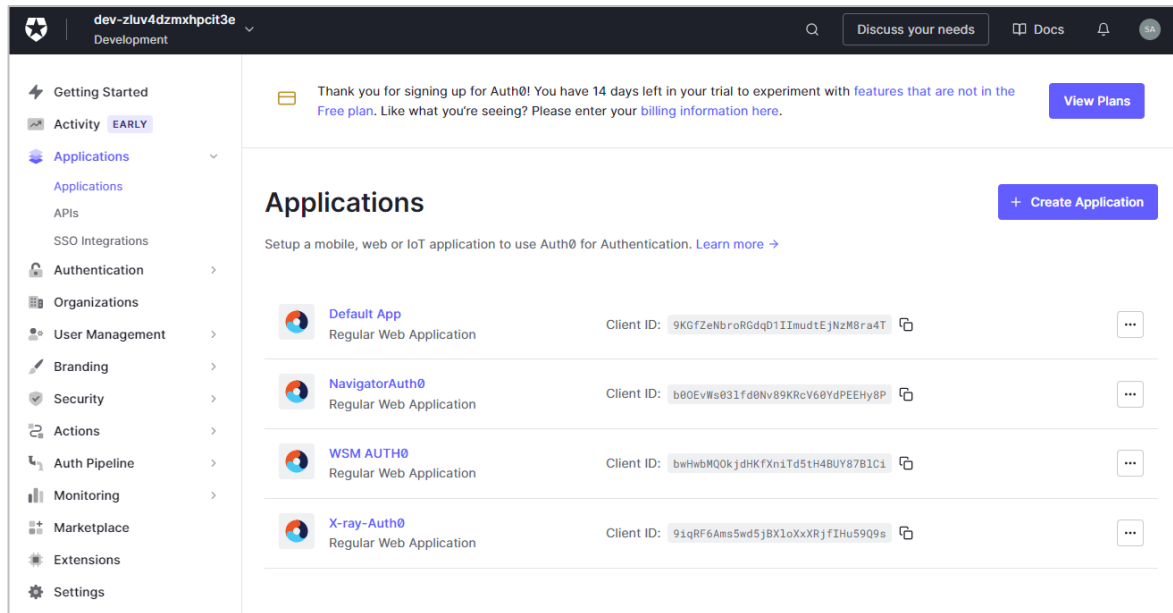 dev-zluv4dzmxhpcit3e
Development
Discuss your needs
Docs
SA
Getting Started
Activity EARLY
Applications
Applications
APIs
SSO Integrations
Authentication
Organizations
User Management
Branding
Security
Actions
Auth Pipeline
Monitoring
Marketplace
Extensions
Settings
Thank you for signing up for Auth0! You have 14 days left in your trial to experiment with features that are not in the
Free plan. Like what you're seeing? Please enter your billing information here.
View Plans
Applications
+ Create Application
Setup a mobile, web or IoT application to use Auth0 for Authentication. Learn more →
Default App
Regular Web Application
Client ID: 9KGfZeNbroRGdqD1IImudtEjNzM8ra4T
NavigatorAuth0
Regular Web Application
Client ID: b0OEvWs03lfd0Nv89KRcV60YdPEEHy8P
WSM AUTH0
Regular Web Application
Client ID: bwHwbMQOkjdHKfXniTd5tH4BUY87BlCi
X-ray-Auth0
Regular Web Application
Client ID: 9iqRF6Ams5wd5jBXloXxXRjfIHu59Q9s